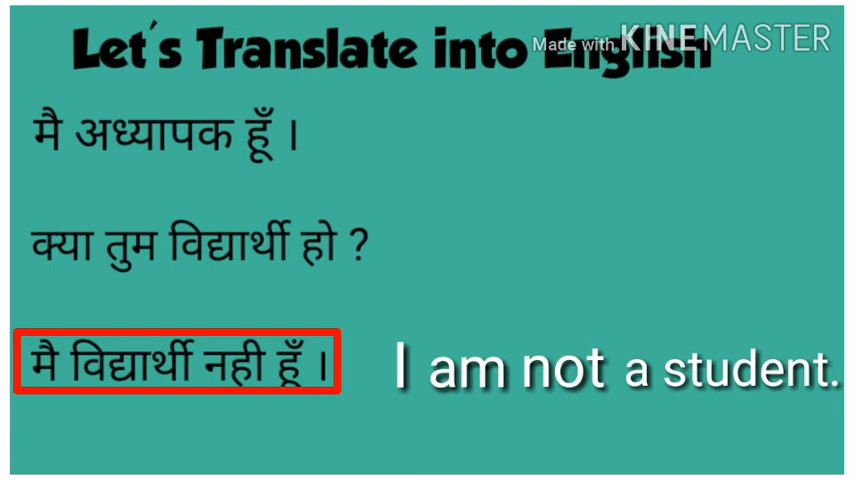 Let's Translate into English
Made with KINEMASTER
मै अध्यापक हूँ ।
क्या तुम विद्यार्थी हो ?
मै विद्यार्थी नही हूँ । I am not a student.